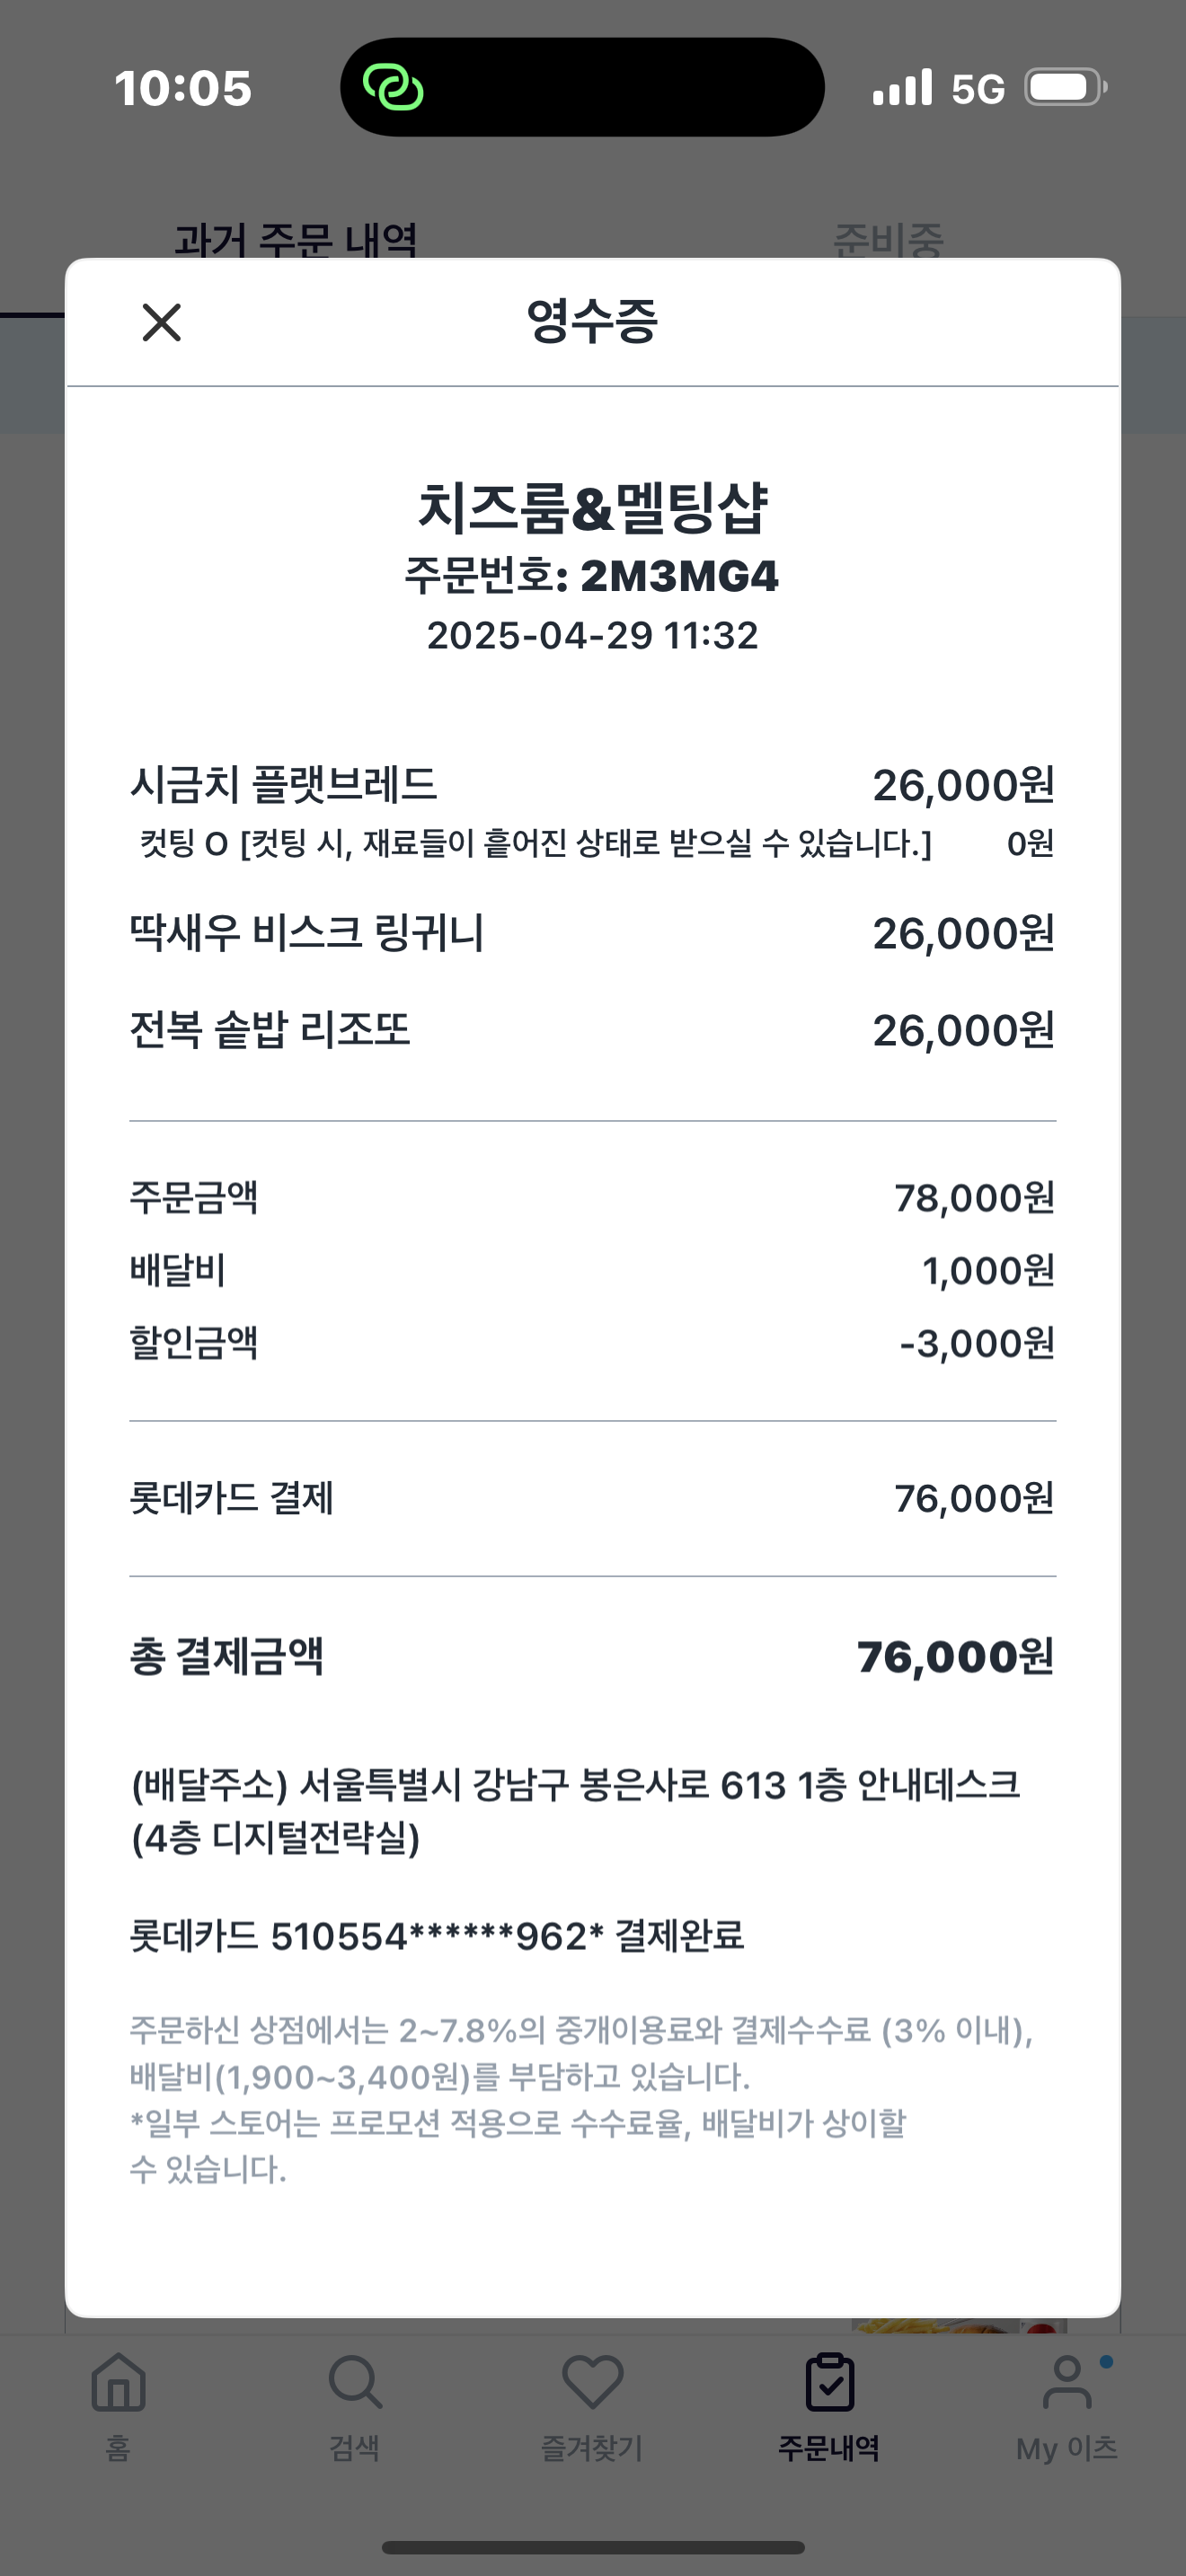 10:05
5G
과거 주문 내역 준비중
영수증
치즈룸&멜팅샵
주문번호: 2M3MG4
2025-04-29 11:32
시금치 플랫브레드 26,000원
컷팅 O [컷팅 시, 재료들이 흩어진 상태로 받으실 수 있습니다.] 0원
딱새우 비스크 링귀니 26,000원
전복 솥밥 리조또 26,000원
주문금액 78,000원
배달비 1,000원
할인금액 -3,000원
롯데카드 결제 76,000원
총 결제금액 76,000원
(배달주소) 서울특별시 강남구 봉은사로 613 1층 안내데스크
(4층 디지털전략실)
롯데카드 510554******962* 결제완료
주문하신 상점에서는 2~7.8%의 중개이용료와 결제수수료 (3% 이내),
배달비(1,900~3,400원)를 부담하고 있습니다.
*일부 스토어는 프로모션 적용으로 수수료율, 배달비가 상이할
수 있습니다.
홈 검색 즐겨찾기 주문내역 My 이츠